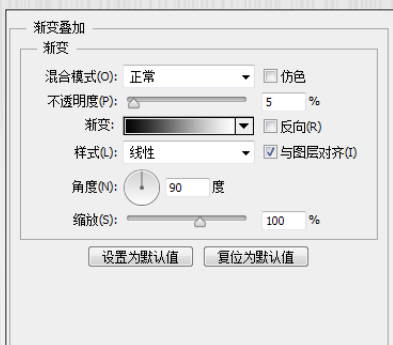 渐变叠加
渐变
混合模式(O): 正常 仿色
不透明度(P): 5 %
渐变: 反向(R)
样式(L): 线性 与图层对齐(I)
角度(N): 90 度
缩放(S): 100 %
设置为默认值 复位为默认值